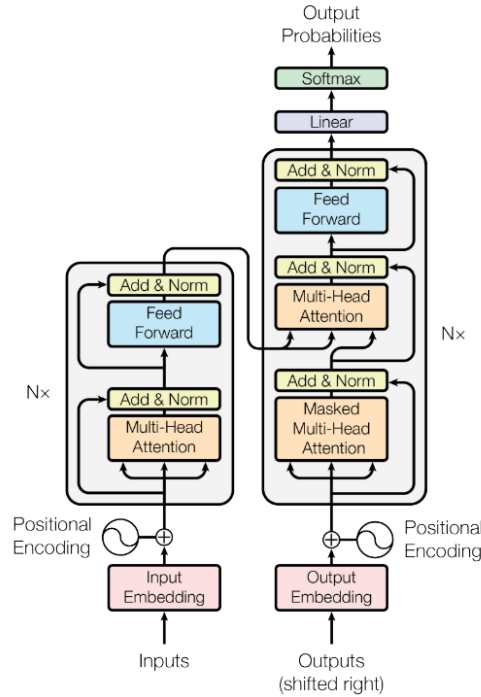 Output
Probabilities
Softmax
Linear
Add & Norm
Feed
Forward
Add & Norm
Multi-Head
Attention
Add & Norm
Masked
Multi-Head
Attention
N×
Add & Norm
Feed
Forward
N×
Add & Norm
Multi-Head
Attention
Positional
Encoding
Positional
Encoding
Input
Embedding
Output
Embedding
Inputs
Outputs
(shifted right)